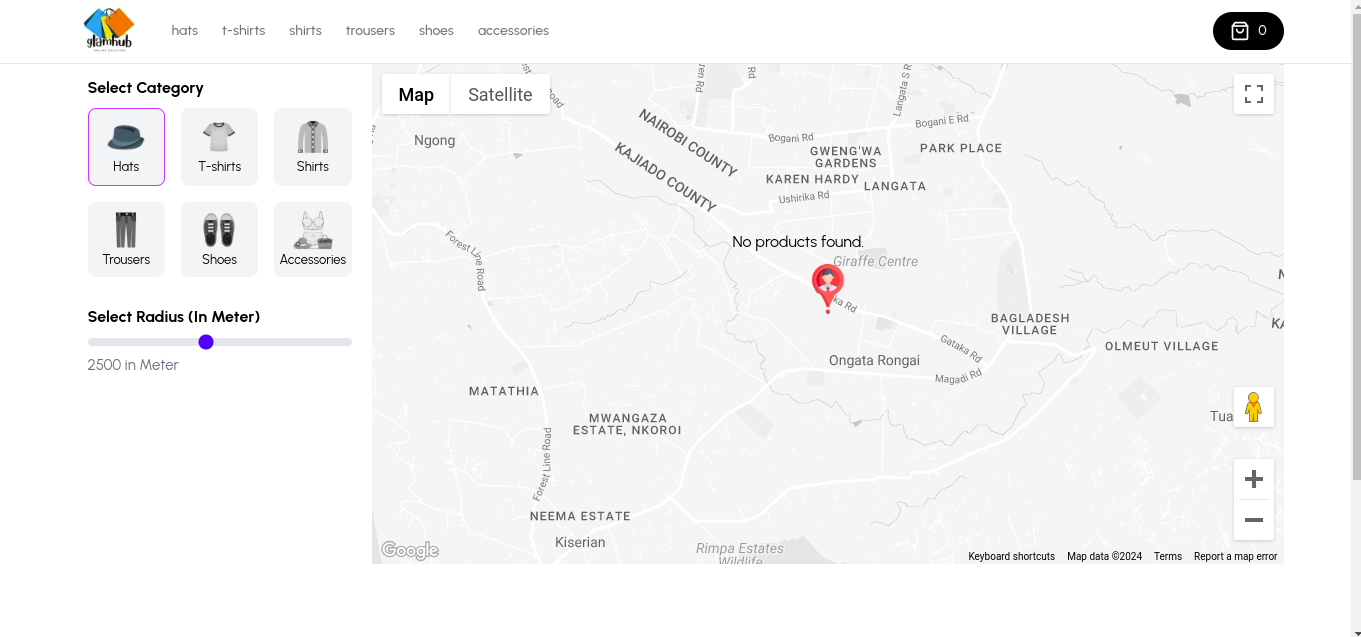 glamhub
hats t-shirts shirts trousers shoes accessories 0
Select Category
Hats T-shirts Shirts
Trousers Shoes Accessories
Select Radius (In Meter)
2500 in Meter
Map Satellite
Ngong
Road
Rd
Langata S R
NAIROBI COUNTY
KAJIADO COUNTY
Bogani Rd
Bogani E Rd
GWENG'WA
GARDENS
PARK PLACE
KAREN HARDY
LANGATA
Ushirika Rd
Forest Line Road
No products found.
Giraffe Centre
ka Rd
BAGLADESH
VILLAGE
OLMEUT VILLAGE
Gataka Rd
Ongata Rongai
Magadi Rd
MATATHIA
MWANGAZA
ESTATE, NKOROI
Tua
Forest Line Road
NEEMA ESTATE
Kiserian
Rimpa Estates
Wildlife
Google
Keyboard shortcuts Map data ©2024 Terms Report a map error